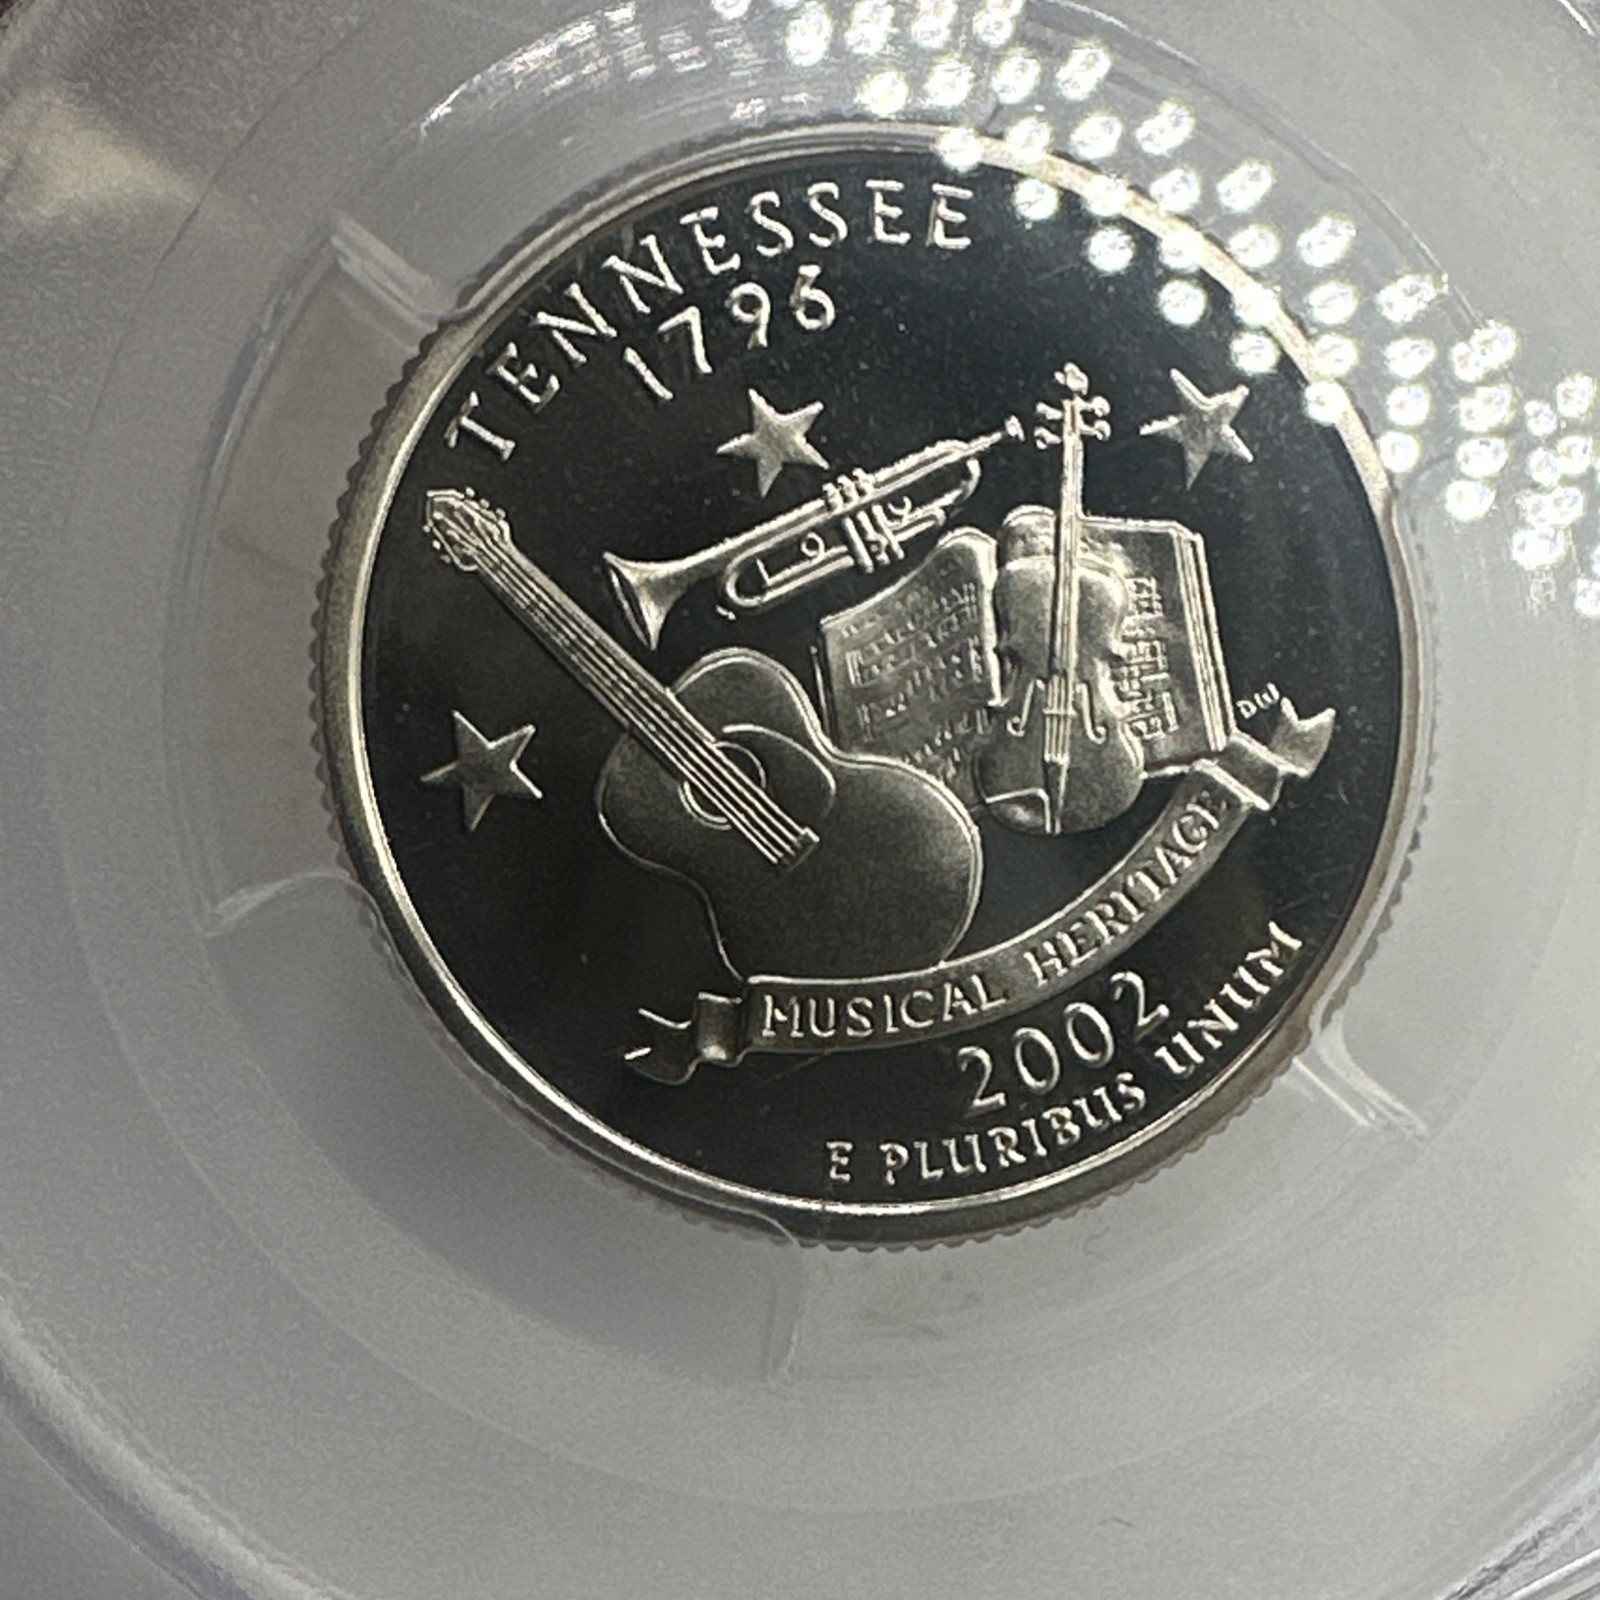 TENNESSEE
1796
DW
MUSICAL HERITAGE
2002
E PLURIBUS UNUM